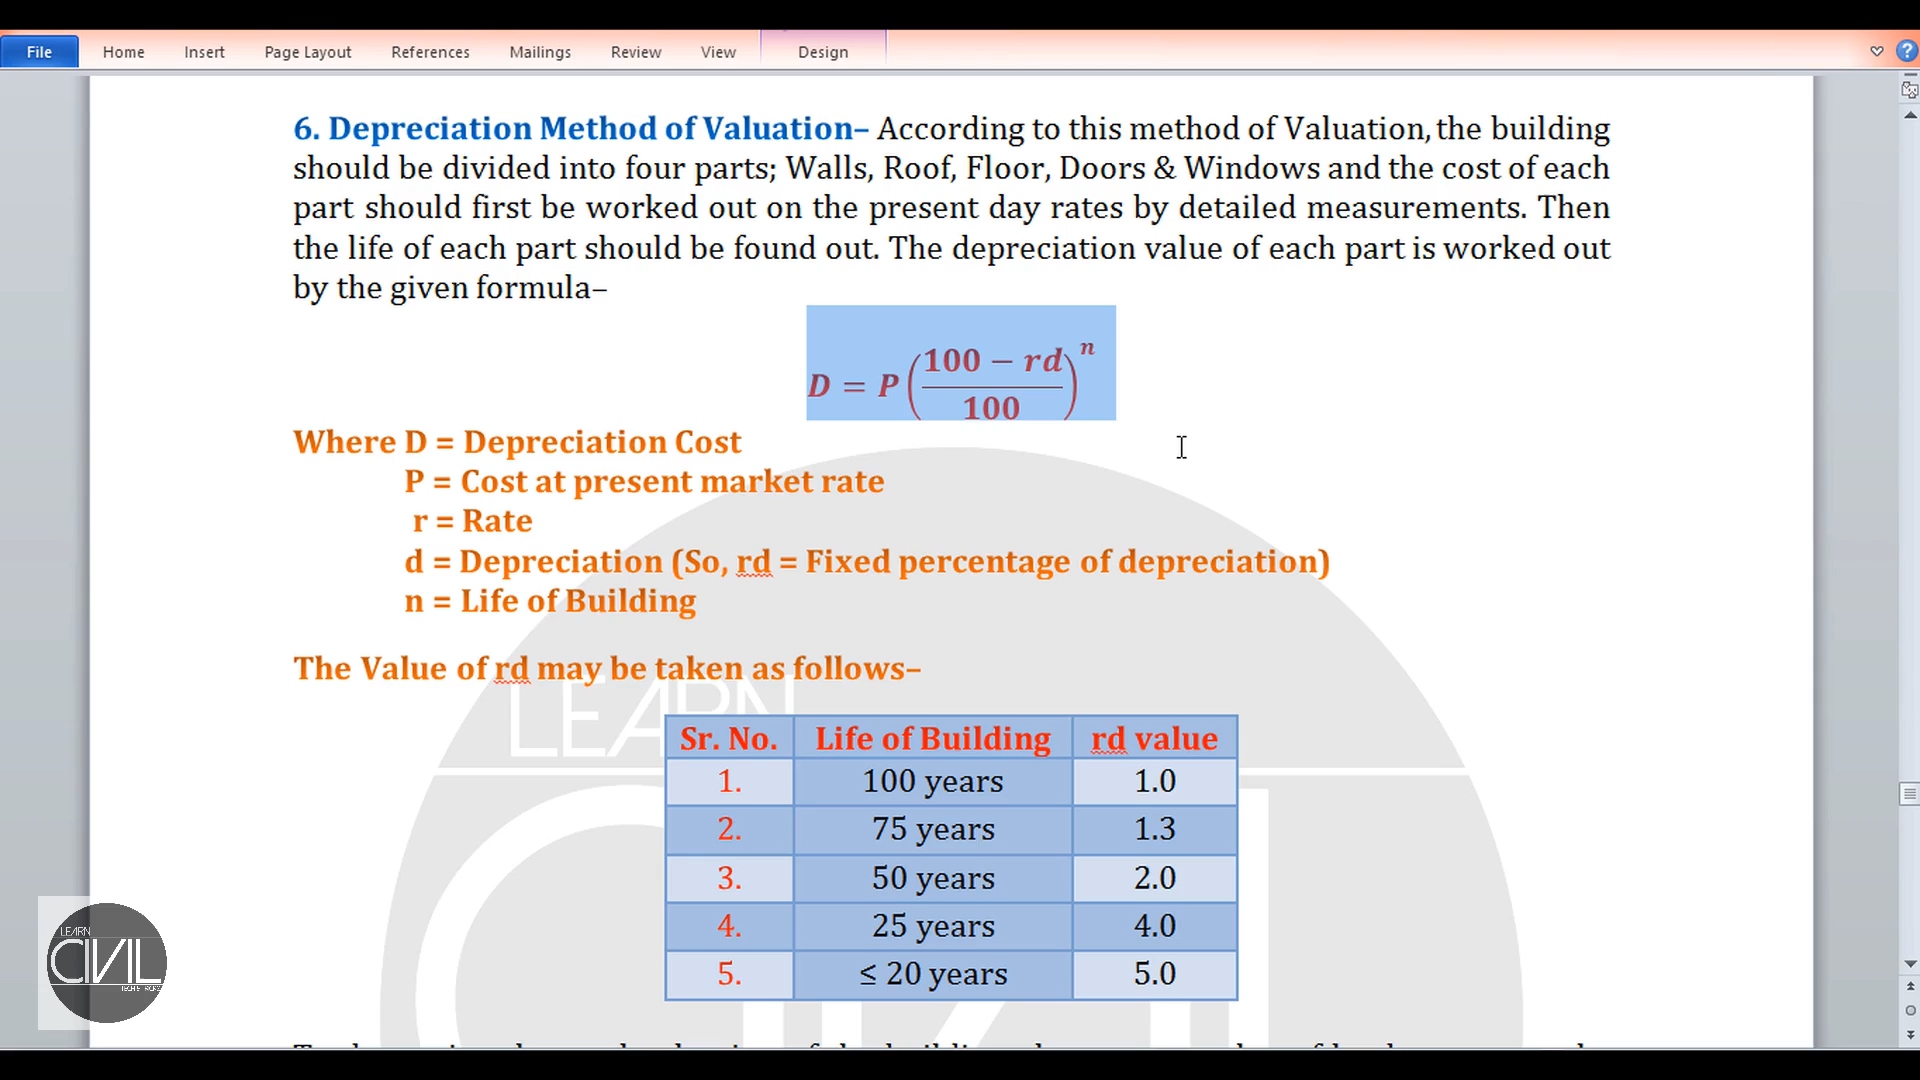 File Home Insert Page Layout References Mailings Review View Design
6. Depreciation Method of Valuation– According to this method of Valuation, the building
should be divided into four parts; Walls, Roof, Floor, Doors & Windows and the cost of each
part should first be worked out on the present day rates by detailed measurements. Then
the life of each part should be found out. The depreciation value of each part is worked out
by the given formula–
D = P((100 − rd)/100)^n
Where D = Depreciation Cost
P = Cost at present market rate
r = Rate
d = Depreciation (So, rd = Fixed percentage of depreciation)
n = Life of Building
The Value of rd may be taken as follows–
LEARN
Sr. No. Life of Building rd value
1. 100 years 1.0
2. 75 years 1.3
3. 50 years 2.0
4. 25 years 4.0
5. ≤ 20 years 5.0
LEARN
CIVIL